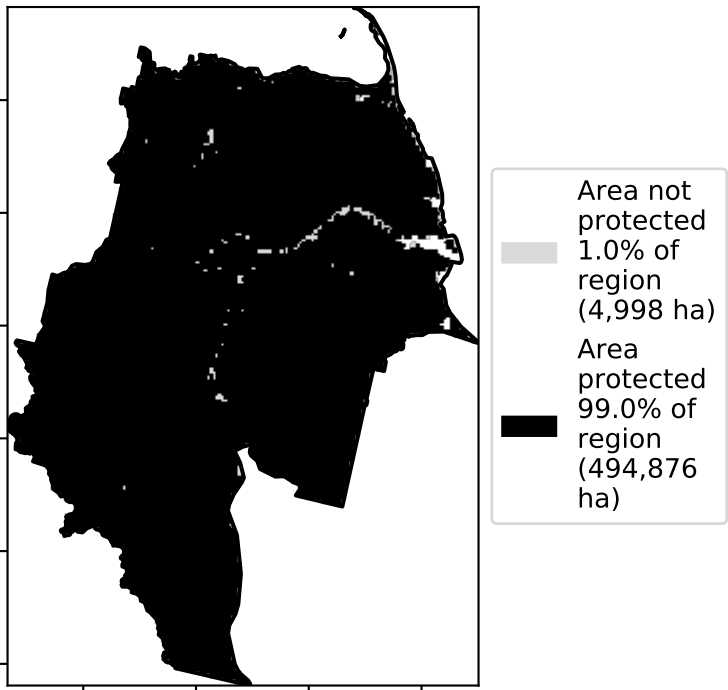 Area not
protected
1.0% of
region
(4,998 ha)
Area
protected
99.0% of
region
(494,876
ha)